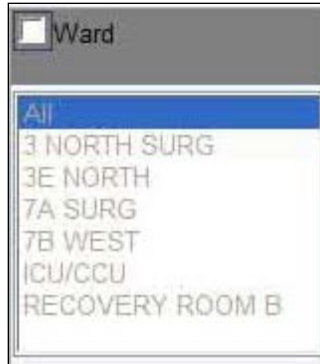 Ward
All
3 NORTH SURG
3E NORTH
7A SURG
7B WEST
ICU/CCU
RECOVERY ROOM B